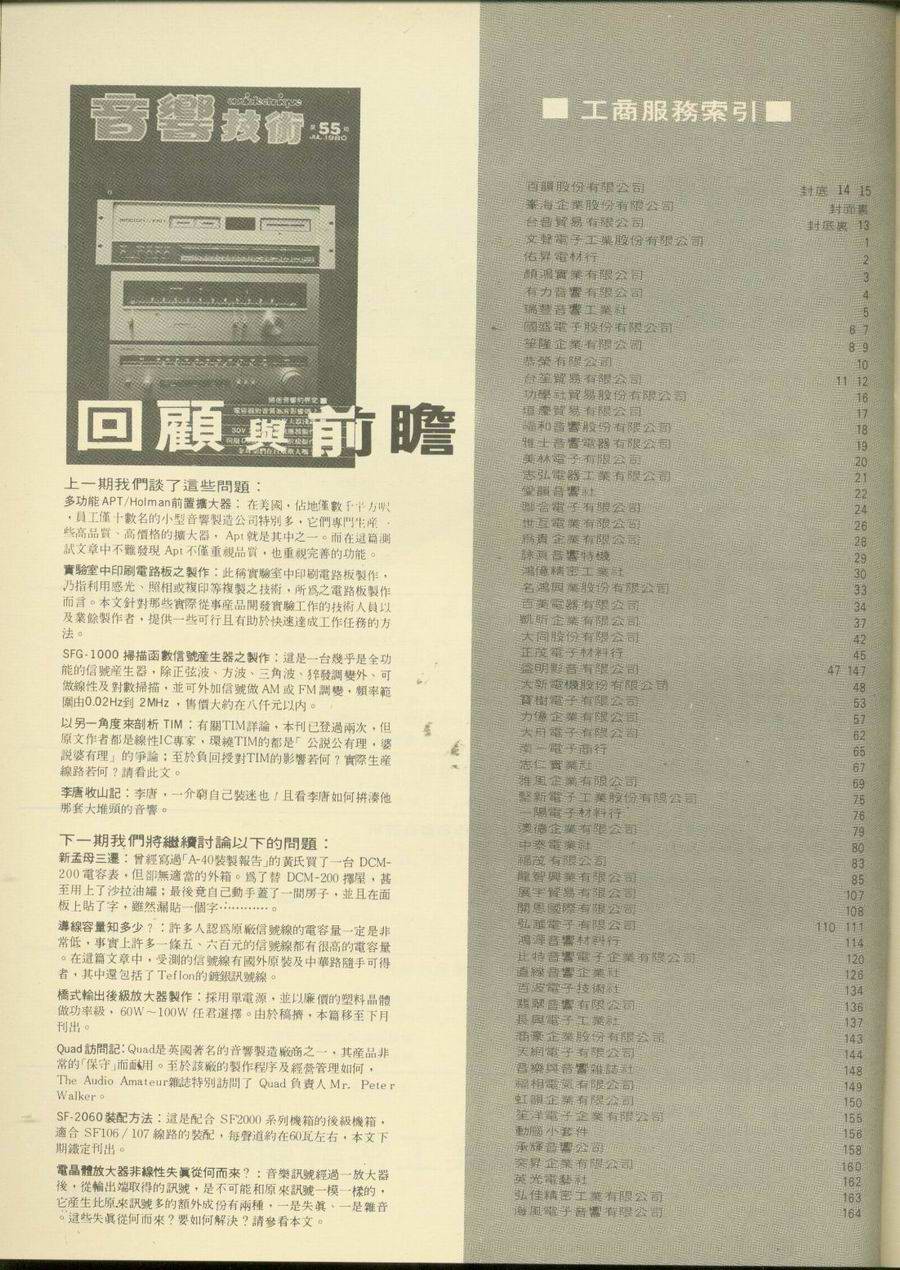 音響技術
audiotechnique
第55期
JUL.1980
回顧與前瞻
上一期我們談了這些問題：
多功能APT/Holman前置擴大器：在美國，佔地僅數千平方呎
，員工僅十數名的小型音響製造公司特別多，它們專門生產一
些高品質、高價格的擴大器，Apt就是其中之一。而在這篇測
試文章中不難發現 Apt不僅重視品質，也重視完善的功能。
實驗室中印刷電路板之製作：此稱實驗室中印刷電路板製作，
乃指利用感光、照相或複印等複製之技術，所爲之電路板製作
而言。本文針對那些實際從事產品開發實驗工作的技術人員以
及業餘製作者，提供一些可行且有助於快速達成工作任務的方
法。
SFG-1000 掃描函數信號產生器之製作：這是一台幾乎是全功
能的信號產生器，除正弦波、方波、三角波、猝發調變外、可
做線性及對數掃描，並可外加信號做 AM 或 FM 調變，頻率範
圍由0.02Hz到 2MHz，售價大約在八仟元以內。
以另一角度來剖析 TIM：有關TIM評論，本刊已登過兩次，但
原文作者都是線性IC專家，環繞TIM的都是「公說公有理，婆
說婆有理」的爭論；至於負回授對TIM的影響若何？實際生產
線路若何？請看此文。
李唐收山記：李唐，一介窮自己裝迷也！且看李唐如何拼湊他
那套大堆頭的音響。
下一期我們將繼續討論以下的問題：
新孟母三遷：曾經寫過「A-40裝製報告」的黃氏買了一台 DCM-
200 電容表，但卻無適當的外箱。爲了替 DCM-200 擇屋，甚
至用上了沙拉油罐；最後竟自己動手蓋了一間房子，並且在面
板上貼了字，雖然漏貼一個字…………。
導線容量知多少？：許多人認爲原廠信號線的電容量一定是非
常低，事實上許多一條五、六百元的信號線都有很高的電容量
。在這篇文章中，受測的信號線有國外原裝及中華路隨手可得
者，其中還包括了Teflon的鍍銀訊號線。
橋式輸出後級放大器製作：採用單電源，並以廉價的塑料晶體
做功率級，60W～100W 任君選擇。由於稿擠，本篇移至下月
刊出。
Quad訪問記：Quad是英國著名的音響製造廠商之一，其產品非
常的「保守」而耐用。至於該廠的製作程序及經營管理如何，
The Audio Amateur雜誌特別訪問了 Quad 負責人 Mr. Peter
Walker。
SF-2060裝配方法：這是配合 SF2000 系列機箱的後級機箱，
適合 SF106／107 線路的裝配，每聲道約在60瓦左右，本文下
期鐵定刊出。
電晶體放大器非線性失眞從何而來？：音樂訊號經過一放大器
後，從輸出端取得的訊號，是不可能和原來訊號一模一樣的，
它產生比原來訊號多的額外成份有兩種，一是失眞、一是雜音
。這些失眞從何而來？要如何解決？請參看本文。
■ 工商服務索引 ■
百韻股份有限公司 封底 14 15
豪海企業股份有限公司 封面裏
台音貿易有限公司 封底裏 13
文聲電子工業股份有限公司 1
佑昇電材行 2
顏鴻實業有限公司 3
有力音響有限公司 4
瑞豐音響工業社 5
國盛電子股份有限公司 6 7
笙隆企業有限公司 8 9
恭榮有限公司 10
台笙貿易有限公司 11 12
功學社貿易股份有限公司 16
垣慶貿易有限公司 17
福和音響股份有限公司 18
雅士音響電器有限公司 19
美林電子有限公司 20
志弘電器工業有限公司 21
愛韻音響社 22
聯合電子有限公司 24
世互電業有限公司 26
爲貴企業有限公司 28
詠眞音響特機 29
鴻億精密工業社 30
名鴻興業股份有限公司 33
百美電器有限公司 34
凱昕企業有限公司 37
大同股份有限公司 42
正茂電子材料行 45
盛明影音有限公司 47 147
大新電機股份有限公司 48
寶樹電子有限公司 53
力億企業有限公司 57
大舟電子有限公司 62
南一電子商行 65
志仁實業社 67
雅風企業有限公司 69
堅新電子工業股份有限公司 75
一陽電子材料行 76
漢德企業有限公司 79
中泰電業社 80
福茂有限公司 83
龍智興業有限公司 85
展宇貿易有限公司 107
開恩國際有限公司 108
弘雅電子有限公司 110 111
鴻源音響材料行 114
比特音響電子企業有限公司 120
直線音響企業社 126
百波電子技術社 134
翡翠音響有限公司 136
長興電子工業社 137
商豪企業股份有限公司 143
天網電子有限公司 144
音樂與音響雜誌社 148
福相電氣有限公司 149
虹韻企業有限公司 150
笙洋電子企業有限公司 155
動腦小套件 156
承輝音響公司 158
突昇企業有限公司 160
英光電藝社 162
弘佳精密工業有限公司 163
海風電子音響有限公司 164